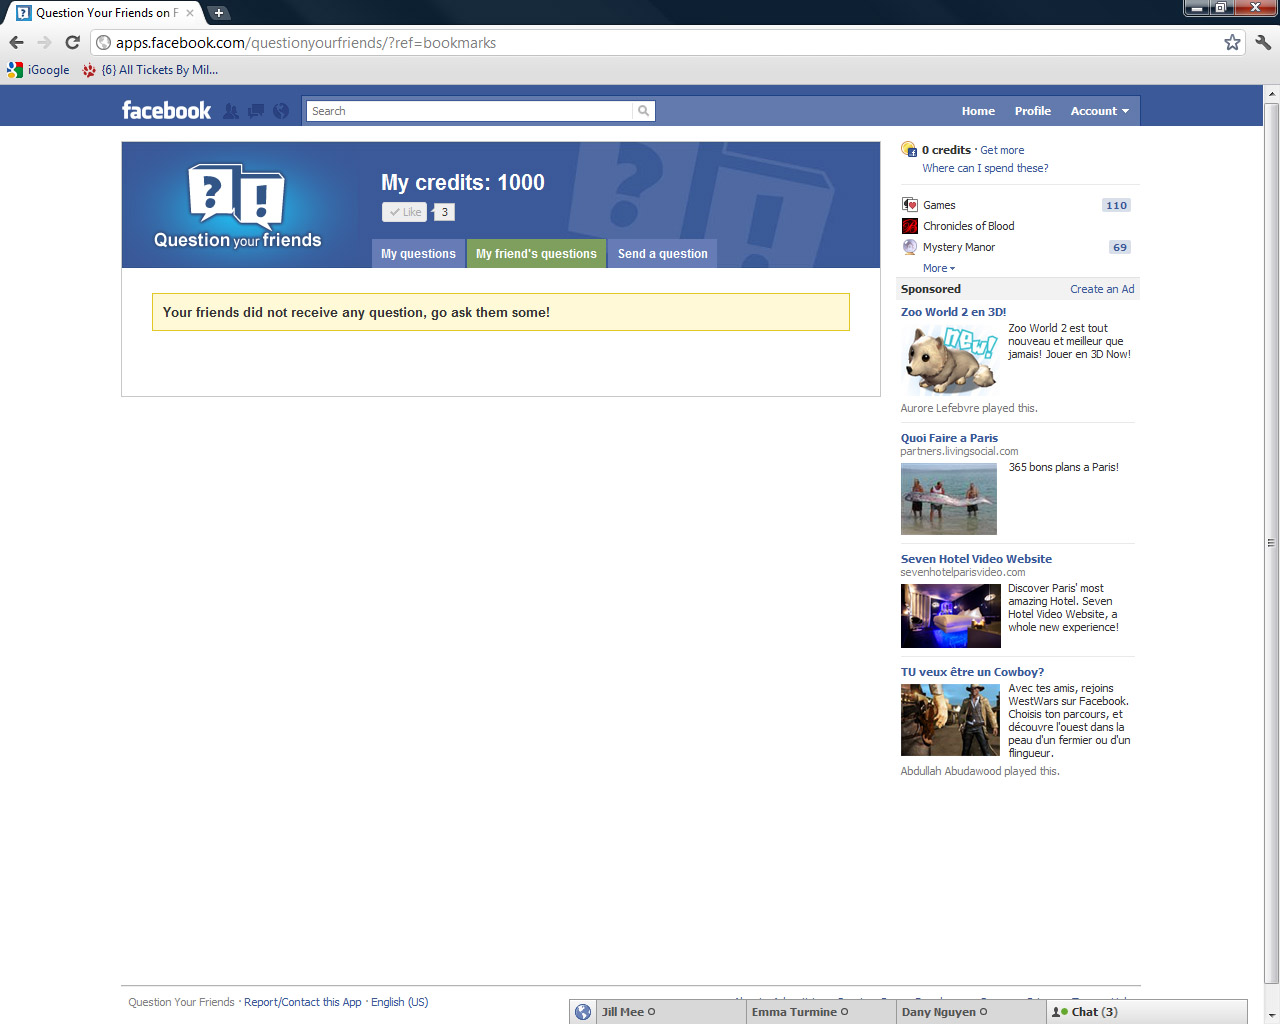 Question Your Friends on F
apps.facebook.com/questionyourfriends/?ref=bookmarks
iGoogle
{6} All Tickets By Mil...
facebook
Search
Home
Profile
Account
Question your friends
My credits: 1000
Like
3
My questions
My friend's questions
Send a question
Your friends did not receive any question, go ask them some!
0 credits · Get more
Where can I spend these?
Games 110
Chronicles of Blood
Mystery Manor 69
More
Sponsored
Create an Ad
Zoo World 2 en 3D!
new!
Zoo World 2 est tout
nouveau et meilleur que
jamais! Jouer en 3D Now!
Aurore Lefebvre played this.
Quoi Faire a Paris
partners.livingsocial.com
365 bons plans a Paris!
Seven Hotel Video Website
sevenhotelparisvideo.com
Discover Paris' most
amazing Hotel. Seven
Hotel Video Website, a
whole new experience!
TU veux être un Cowboy?
Avec tes amis, rejoins
WestWars sur Facebook.
Choisis ton parcours, et
découvre l'ouest dans la
peau d'un fermier ou d'un
flingueur.
Abdullah Abudawood played this.
Question Your Friends · Report/Contact this App · English (US)
Jill Mee
Emma Turmine
Dany Nguyen
Chat (3)